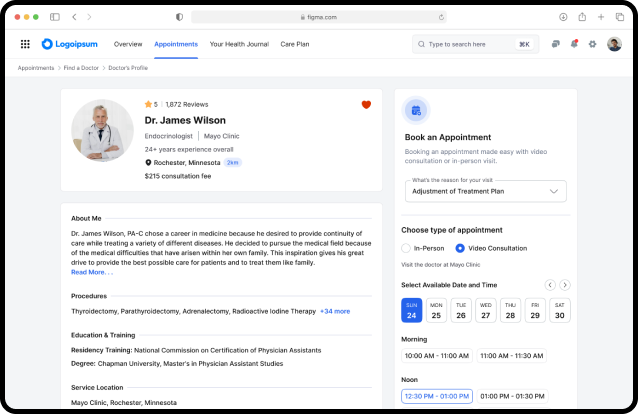 figma.com
Logoipsum
Overview
Appointments
Your Health Journal
Care Plan
Type to search here
⌘K
Appointments > Find a Doctor > Doctor's Profile
5 | 1,872 Reviews
Dr. James Wilson
Endocrinologist | Mayo Clinic
24+ years experience overall
Rochester, Minnesota 2km
$215 consultation fee
About Me
Dr. James Wilson, PA-C chose a career in medicine because he desired to provide continuity of
care while treating a variety of different diseases. He decided to pursue the medical field because
of the medical difficulties that have arisen within her own family. This inspiration gives his great
drive to provide the best possible care for patients and to treat them like family.
Read More. . .
Procedures
Thyroidectomy, Parathyroidectomy, Adrenalectomy, Radioactive Iodine Therapy +34 more
Education & Training
Residency Training: National Commission on Certification of Physician Assistants
Degree: Chapman University, Master's in Physician Assistant Studies
Service Location
Mayo Clinic, Rochester, Minnesota
Book an Appointment
Booking an appointment made easy with video
consultation or in-person visit.
What's the reason for your visit
Adjustment of Treatment Plan
Choose type of appointment
In-Person
Video Consultation
Visit the doctor at Mayo Clinic
Select Available Date and Time
SUN MON TUE WED THU FRI SAT
24 25 26 27 28 29 30
Morning
10:00 AM - 11:00 AM
11:00 AM - 11:30 AM
Noon
12:30 PM - 01:00 PM
01:00 PM - 01:30 PM